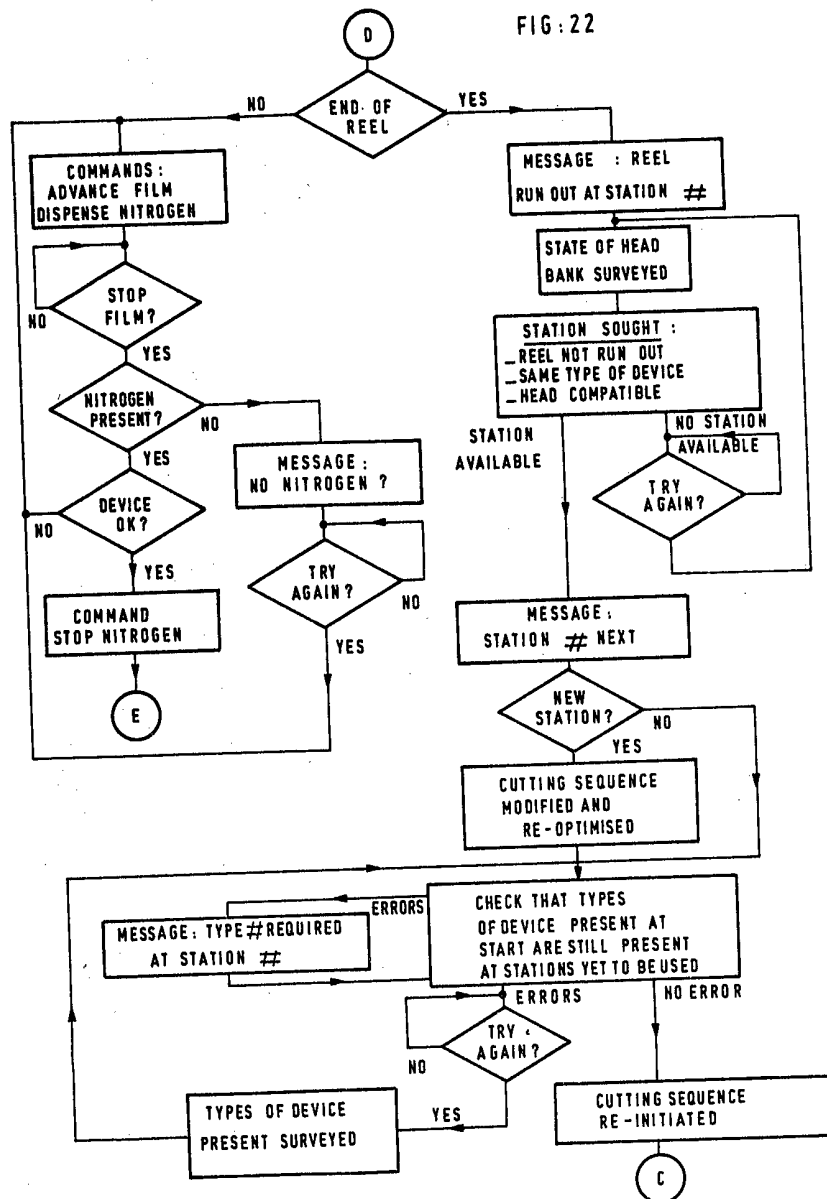 FIG:22
D
END OF
REEL
NO
YES
COMMANDS:
ADVANCE FILM
DISPENSE NITROGEN
STOP
FILM?
NO
YES
NITROGEN
PRESENT?
NO
YES
MESSAGE:
NO NITROGEN ?
DEVICE
OK?
NO
YES
TRY
AGAIN?
NO
YES
COMMAND
STOP NITROGEN
E
MESSAGE : REEL
RUN OUT AT STATION #
STATE OF HEAD
BANK SURVEYED
STATION SOUGHT :
_REEL NOT RUN OUT
_SAME TYPE OF DEVICE
_HEAD COMPATIBLE
STATION
AVAILABLE
NO STATION
AVAILABLE
TRY
AGAIN?
MESSAGE:
STATION # NEXT
NEW
STATION?
NO
YES
CUTTING SEQUENCE
MODIFIED AND
RE-OPTIMISED
CHECK THAT TYPES
OF DEVICE PRESENT AT
START ARE STILL PRESENT
AT STATIONS YET TO BE USED
ERRORS
MESSAGE: TYPE # REQUIRED
AT STATION #
ERRORS
NO ERROR
TRY
AGAIN?
NO
YES
TYPES OF DEVICE
PRESENT SURVEYED
CUTTING SEQUENCE
RE-INITIATED
C